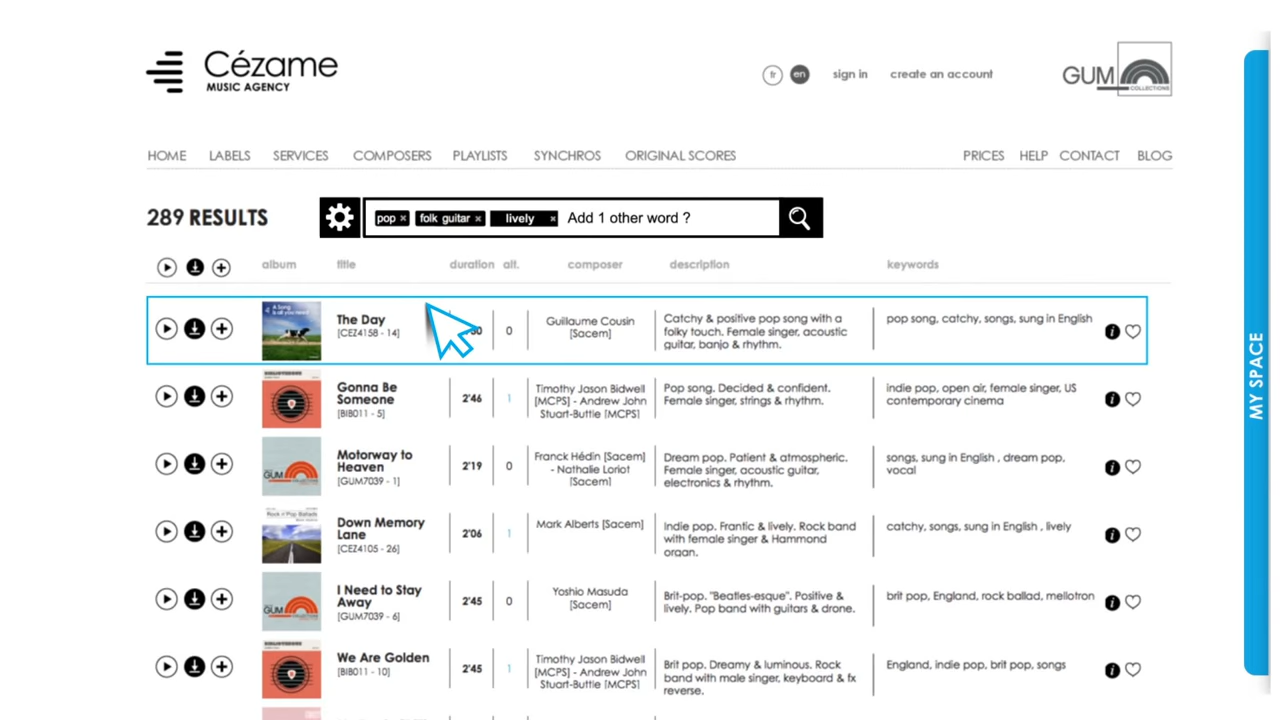 Cézame
MUSIC AGENCY
fr en sign in create an account
GUM
COLLECTIONS
HOME LABELS SERVICES COMPOSERS PLAYLISTS SYNCHROS ORIGINAL SCORES PRICES HELP CONTACT BLOG
289 RESULTS
pop × folk guitar × lively × Add 1 other word ?
album title duration alt. composer description keywords
The Day
[CEZ4158 - 14]
0
Guillaume Cousin
[Sacem]
Catchy & positive pop song with a
folky touch. Female singer, acoustic
guitar, banjo & rhythm.
pop song, catchy, songs, sung in English
Gonna Be
Someone
[BIB011 - 5]
2'46
1
Timothy Jason Bidwell
[MCPS] - Andrew John
Stuart-Buttle [MCPS]
Pop song. Decided & confident.
Female singer, strings & rhythm.
indie pop, open air, female singer, US
contemporary cinema
GUM
Motorway to
Heaven
[GUM7039 - 1]
2'19
0
Franck Hédin [Sacem]
- Nathalie Loriot
[Sacem]
Dream pop. Patient & atmospheric.
Female singer, acoustic guitar,
electronics & rhythm.
songs, sung in English , dream pop,
vocal
Rock n' Pop Ballads
Down Memory
Lane
[CEZ4105 - 26]
2'06
1
Mark Alberts [Sacem]
Indie pop. Frantic & lively. Rock band
with female singer & Hammond
organ.
catchy, songs, sung in English , lively
GUM
I Need to Stay
Away
[GUM7039 - 6]
2'45
0
Yoshio Masuda
[Sacem]
Brit-pop. "Beatles-esque". Positive &
lively. Pop band with guitars & drone.
brit pop, England, rock ballad, mellotron
We Are Golden
[BIB011 - 10]
2'45
1
Timothy Jason Bidwell
[MCPS] - Andrew John
Stuart-Buttle [MCPS]
Brit pop. Dreamy & luminous. Rock
band with male singer, keyboard & fx
reverse.
England, indie pop, brit pop, songs
MY SPACE